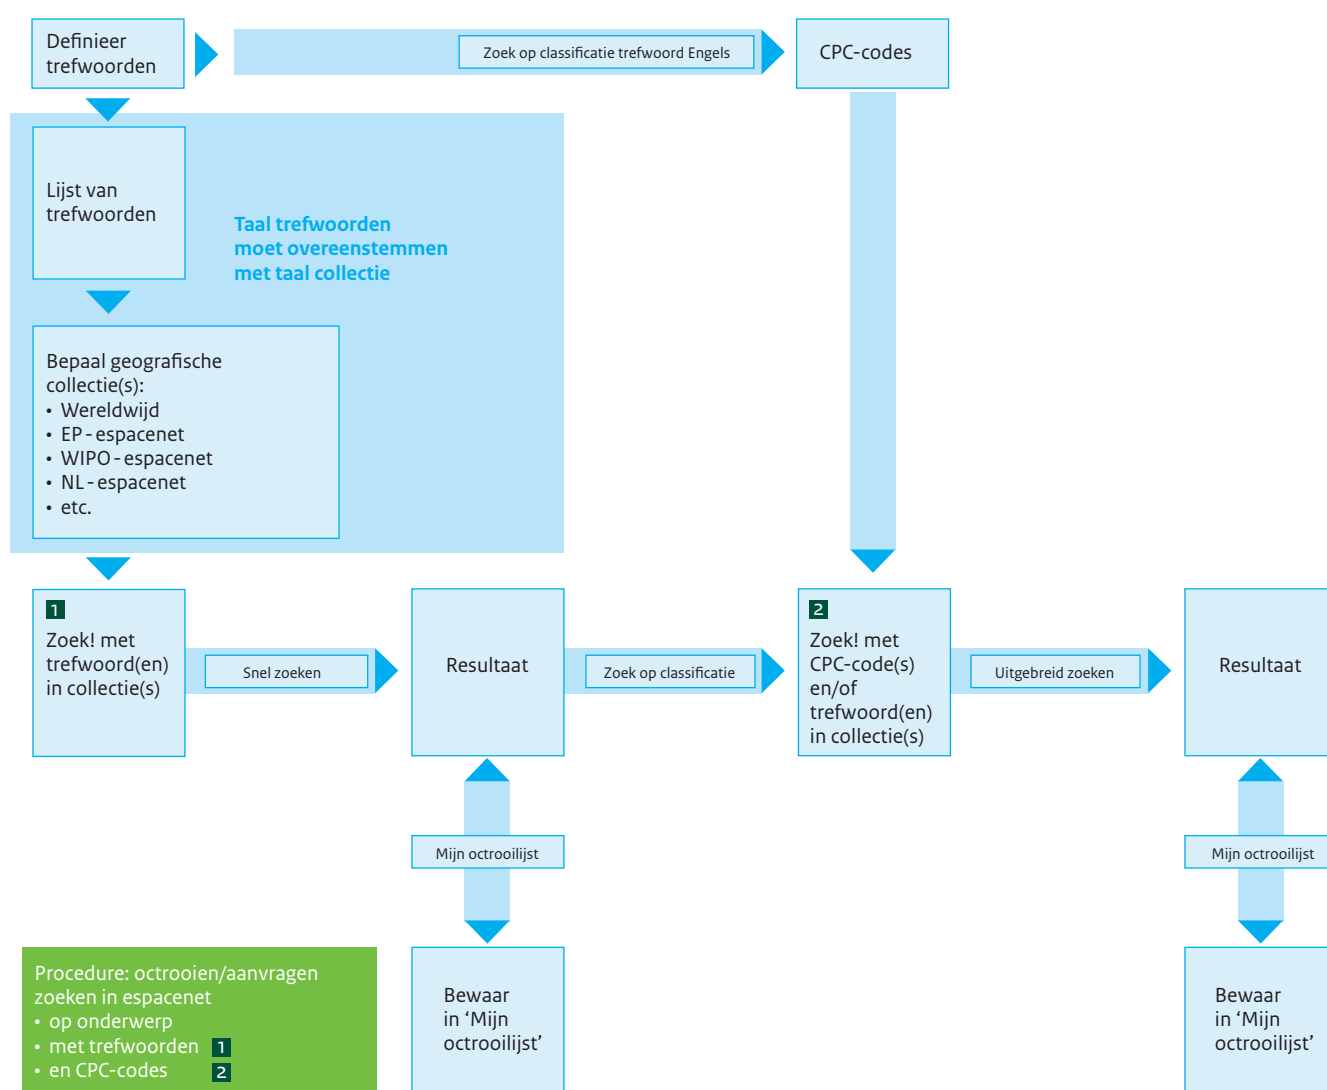 Definieer
trefwoorden
Zoek op classificatie trefwoord Engels
CPC-codes
Lijst van
trefwoorden
Taal trefwoorden
moet overeenstemmen
met taal collectie
Bepaal geografische
collectie(s):
• Wereldwijd
• EP - espacenet
• WIPO - espacenet
• NL - espacenet
• etc.
1
Zoek! met
trefwoord(en)
in collectie(s)
Snel zoeken
Resultaat
Zoek op classificatie
2
Zoek! met
CPC-code(s)
en/of
trefwoord(en)
in collectie(s)
Uitgebreid zoeken
Resultaat
Mijn octrooilijst
Mijn octrooilijst
Bewaar
in ‘Mijn
octrooilijst’
Bewaar
in ‘Mijn
octrooilijst’
Procedure: octrooien/aanvragen
zoeken in espacenet
• op onderwerp
• met trefwoorden 1
• en CPC-codes 2